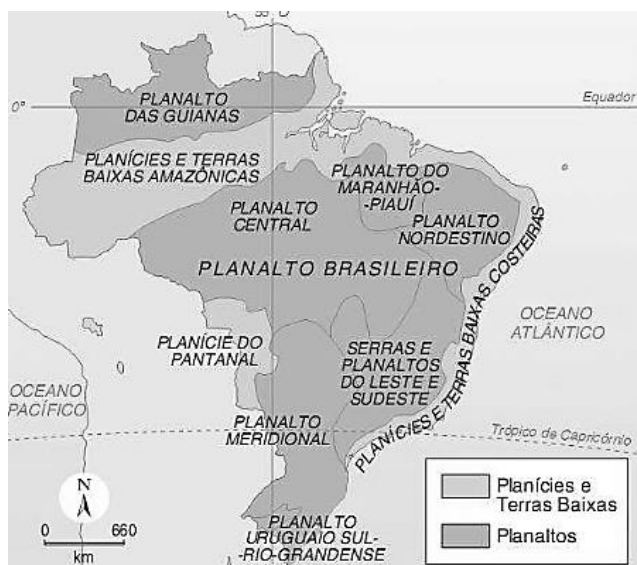 55° O
Equador
0°
PLANALTO
DAS GUIANAS
PLANÍCIES E TERRAS
BAIXAS AMAZÔNICAS
PLANALTO DO
MARANHÃO-
-PIAUÍ
PLANALTO
CENTRAL
PLANALTO
NORDESTINO
PLANALTO BRASILEIRO
PLANÍCIES E TERRAS BAIXAS COSTEIRAS
OCEANO
ATLÂNTICO
PLANÍCIE DO
PANTANAL
SERRAS E
PLANALTOS
DO LESTE E
SUDESTE
OCEANO
PACÍFICO
PLANALTO
MERIDIONAL
Trópico de Capricórnio
N
0 660
km
PLANALTO
URUGUAIO SUL-
-RIO-GRANDENSE
Planícies e
Terras Baixas
Planaltos